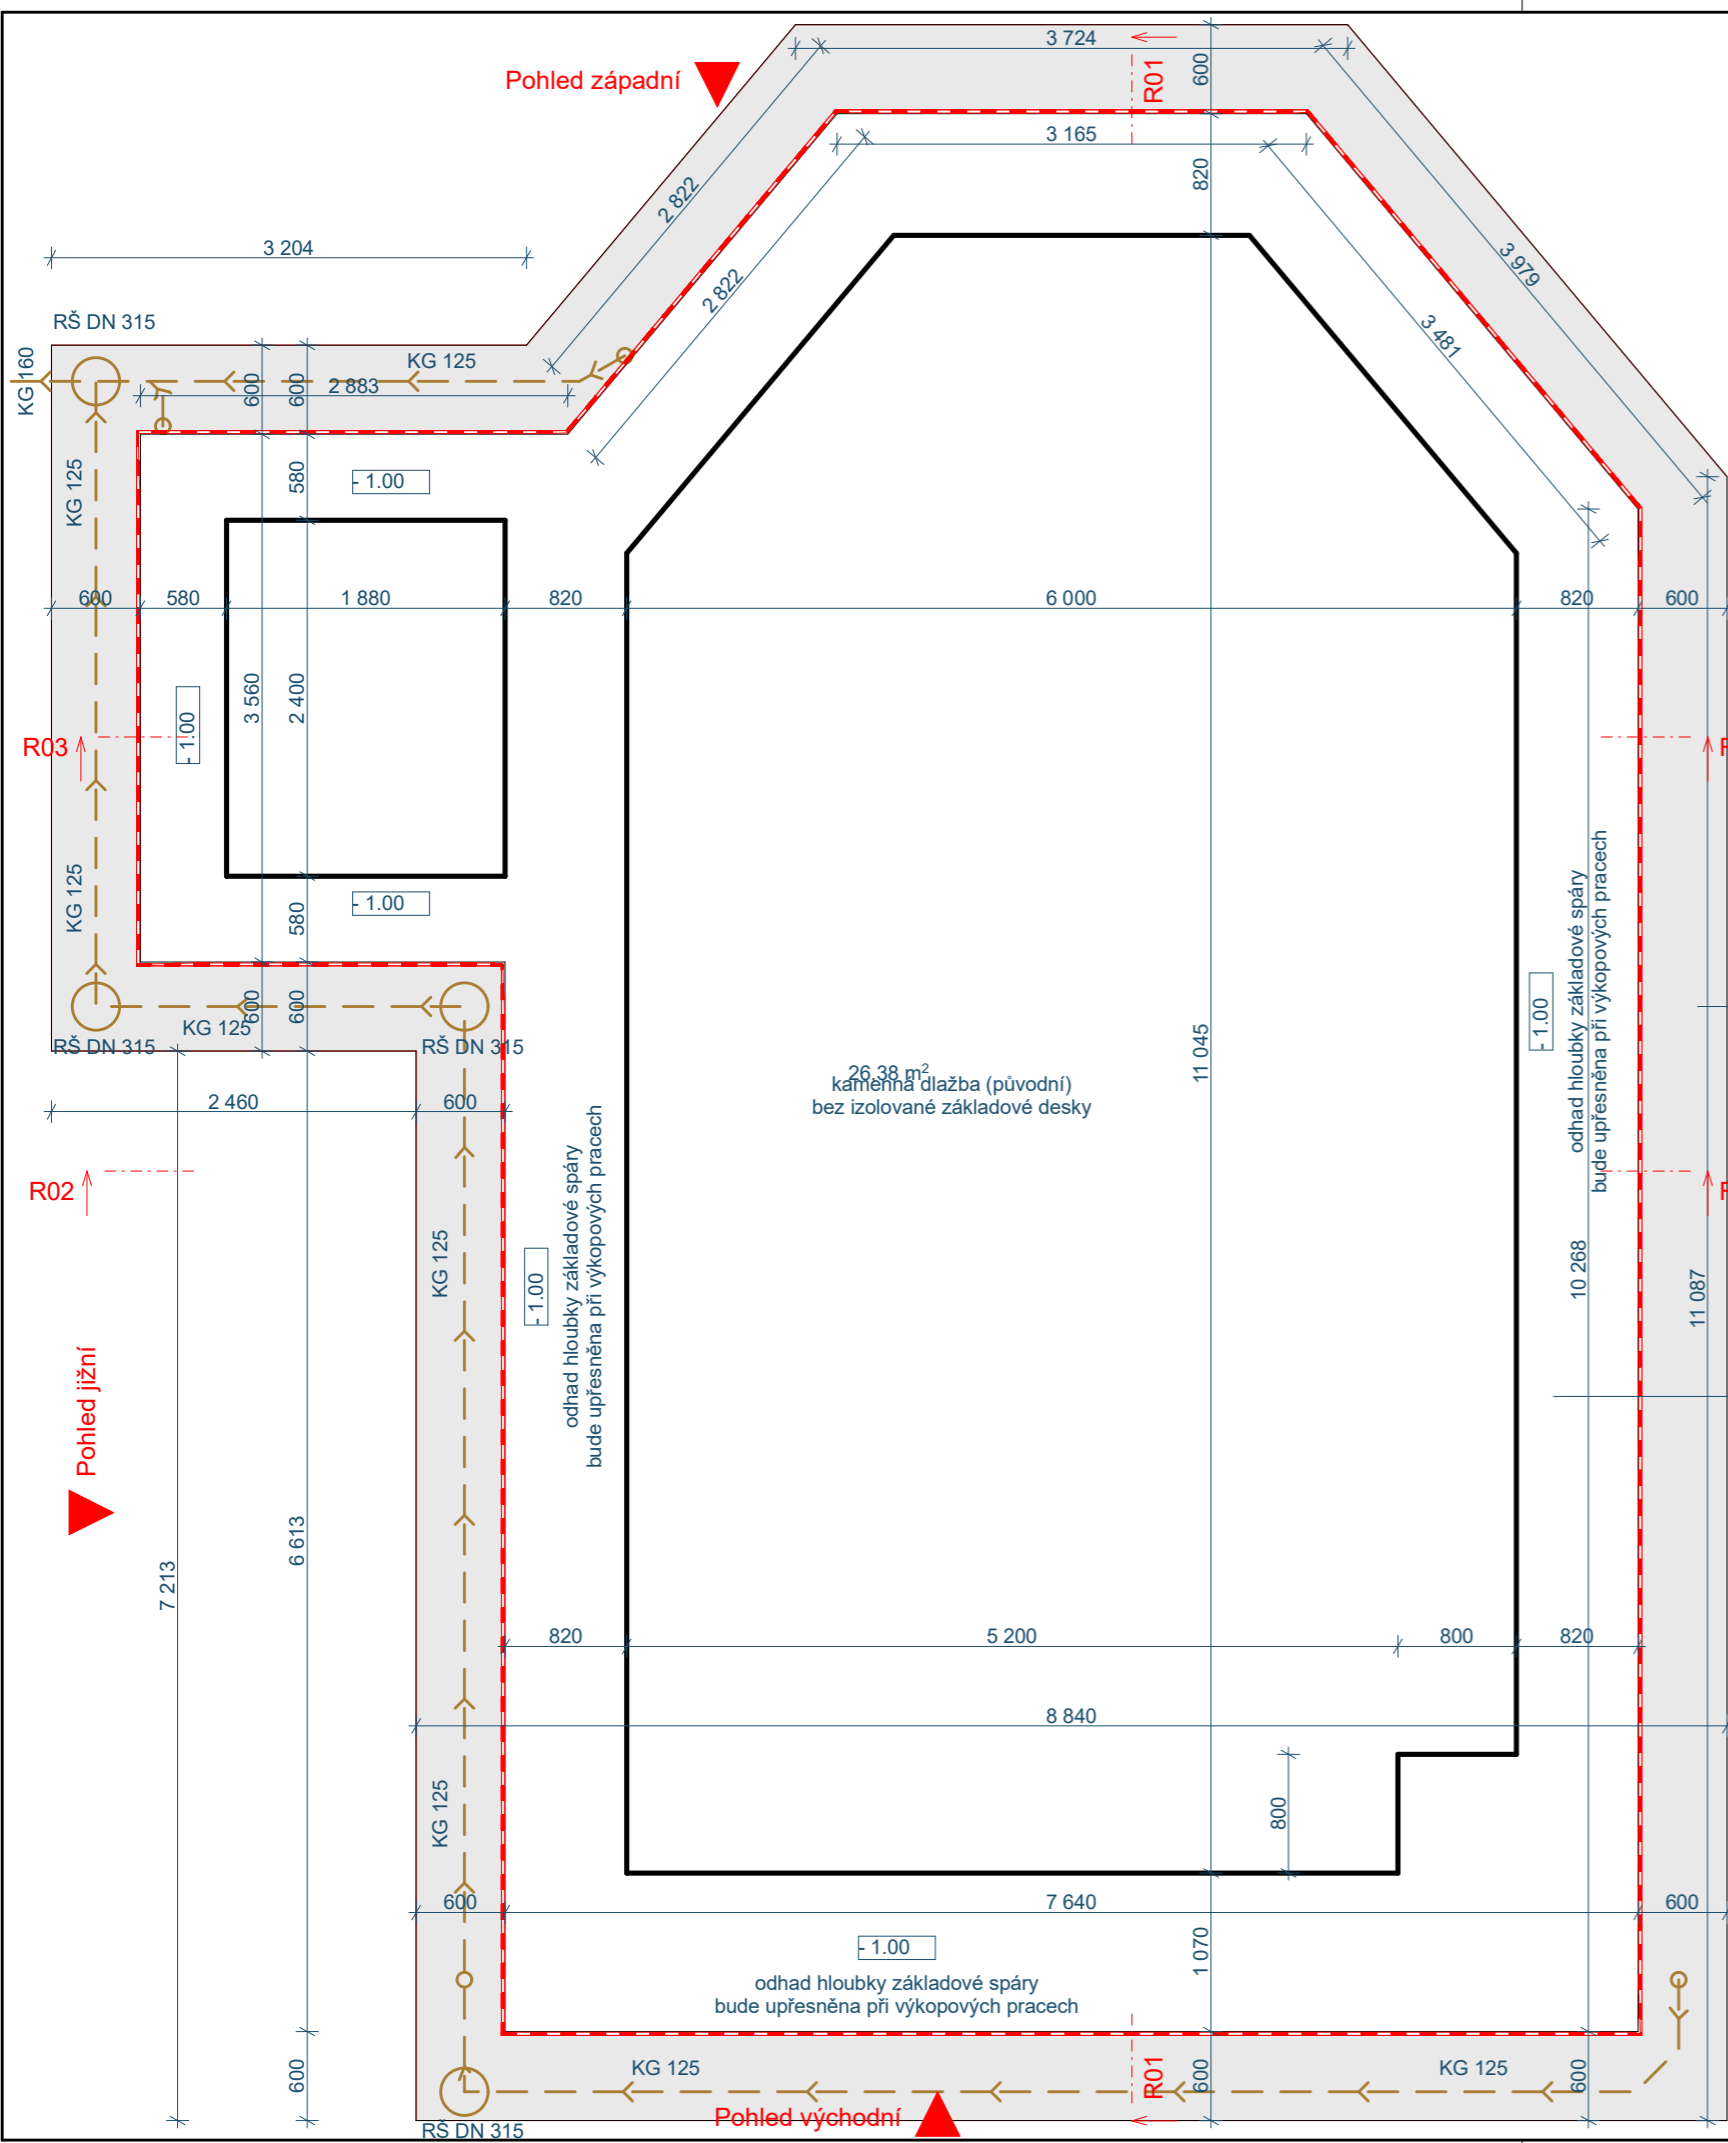 3 724
600
R01
Pohled západní
3 165
820
2 822
3 204
3 979
2 822
RŠ DN 315
3 481
KG 125
KG 160
600
600
2 883
580
- 1.00
KG 125
600
580
1 880
820
6 000
820
600
3 560
2 400
- 1.00
R03
KG 125
- 1.00
580
odhad hloubky základové spáry
bude upřesněna při výkopových pracech
- 1.00
600
600
KG 125
RŠ DN 315
RŠ DN 315
11 045
26,38 m²
kamenná dlažba (původní)
bez izolované základové desky
2 460
600
R02
odhad hloubky základové spáry
bude upřesněna při výkopových pracech
- 1.00
KG 125
10 268
11 087
Pohled jižní
6 613
7 213
820
5 200
800
820
8 840
KG 125
800
600
7 640
600
- 1.00
1 070
odhad hloubky základové spáry
bude upřesněna při výkopových pracech
600
KG 125
R01
600
KG 125
600
Pohled východní
RŠ DN 315